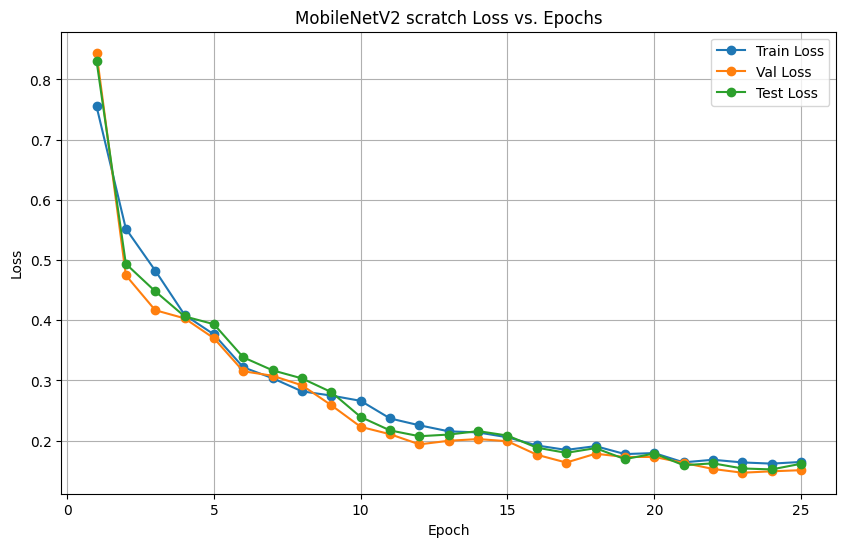 MobileNetV2 scratch Loss vs. Epochs
Train Loss
Val Loss
Test Loss
0.8
0.7
0.6
0.5
0.4
0.3
0.2
Loss
0
5
10
15
20
25
Epoch